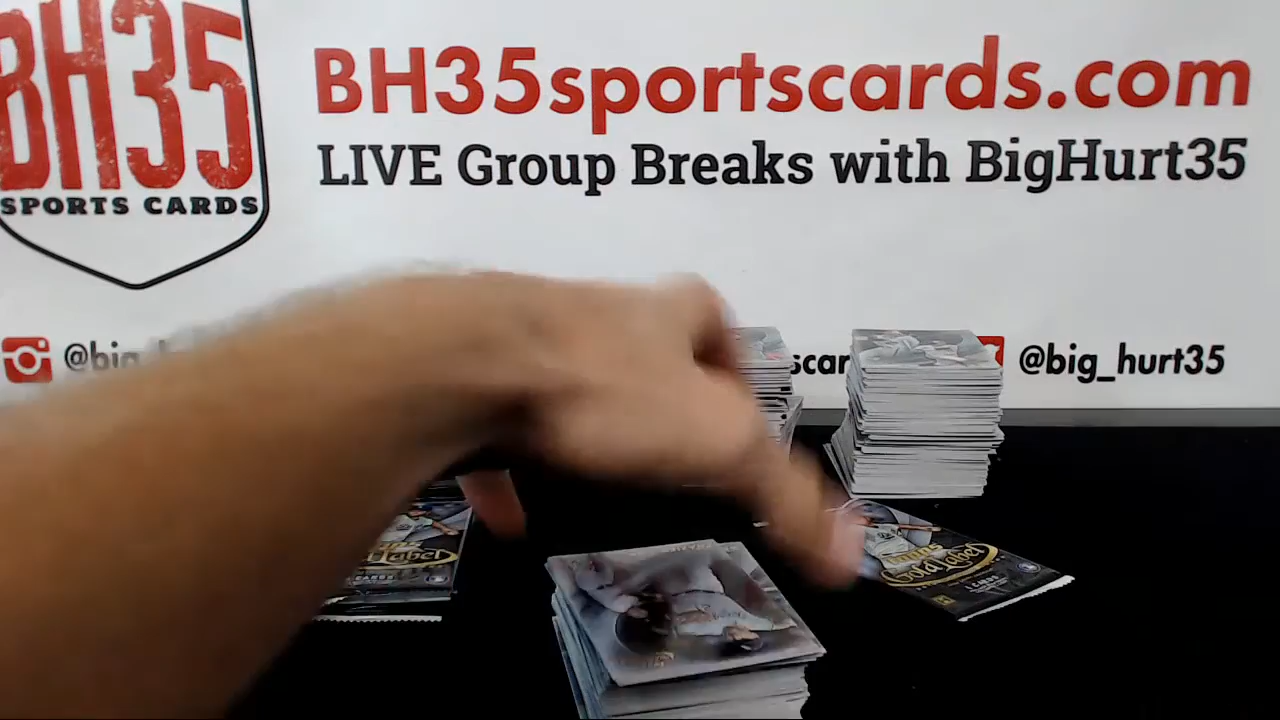 BH35
SPORTS CARDS
BH35sportscards.com
LIVE Group Breaks with BigHurt35
@big_hurt35
Gold Label